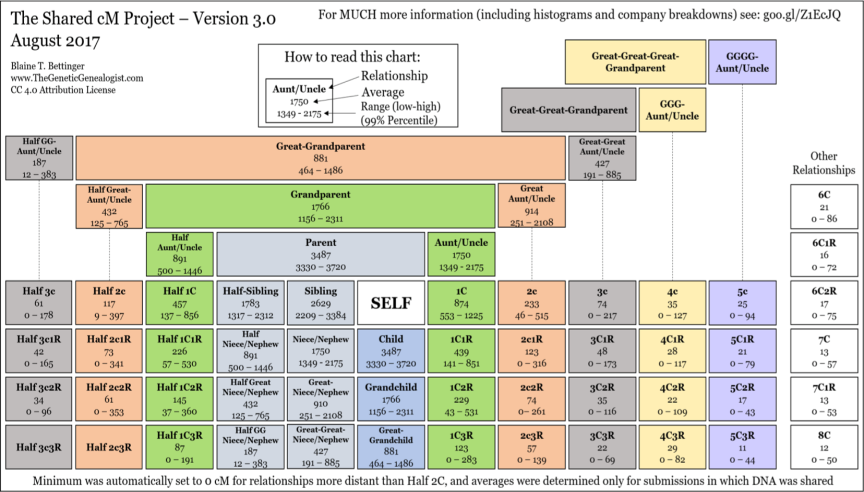 The Shared cM Project – Version 3.0
August 2017
For MUCH more information (including histograms and company breakdowns) see: goo.gl/Z1EcJQ
Blaine T. Bettinger
www.TheGeneticGenealogist.com
CC 4.0 Attribution License
How to read this chart:
Aunt/Uncle
1750
1349 - 2175
Relationship
Average
Range (low-high)
(99% Percentile)
Great-Great-Great-
Grandparent
GGGG-
Aunt/Uncle
Great-Great-Grandparent
GGG-
Aunt/Uncle
Half GG-
Aunt/Uncle
187
12 – 383
Great-Grandparent
881
464 – 1486
Great-Great
Aunt/Uncle
427
191 – 885
Other
Relationships
Half Great-
Aunt/Uncle
432
125 – 765
Grandparent
1766
1156 – 2311
Great
Aunt/Uncle
914
251 – 2108
6C
21
0 – 86
Half
Aunt/Uncle
891
500 – 1446
Parent
3487
3330 – 3720
Aunt/Uncle
1750
1349 - 2175
6C1R
16
0 – 72
Half 3c
61
0 – 178
Half 2c
117
9 – 397
Half 1C
457
137 – 856
Half-Sibling
1783
1317 – 2312
Sibling
2629
2209 – 3384
SELF
1C
874
553 – 1225
2c
233
46 – 515
3c
74
0 – 217
4c
35
0 – 127
5c
25
0 – 94
6C2R
17
0 – 75
Half 3c1R
42
0 – 165
Half 2c1R
73
0 – 341
Half 1C1R
226
57 – 530
Half
Niece/Nephew
891
500 – 1446
Niece/Nephew
1750
1349 - 2175
Child
3487
3330 – 3720
1C1R
439
141 – 851
2c1R
123
0 – 316
3C1R
48
0 – 173
4C1R
28
0 – 117
5C1R
21
0 – 79
7C
13
0 – 57
Half 3c2R
34
0 – 96
Half 2c2R
61
0 – 353
Half 1C2R
145
37 – 360
Half Great
Niece/Nephew
432
125 – 765
Great-
Niece/Nephew
910
251 – 2108
Grandchild
1766
1156 – 2311
1C2R
229
43 – 531
2c2R
74
0– 261
3C2R
35
0 – 116
4C2R
22
0 – 109
5C2R
17
0 – 43
7C1R
13
0 – 53
Half 3c3R
Half 2c3R
Half 1C3R
87
0 – 191
Half GG
Niece/Nephew
187
12 – 383
Great-Great-
Niece/Nephew
427
191 – 885
Great-
Grandchild
881
464 – 1486
1C3R
123
0 – 283
2c3R
57
0 – 139
3C3R
22
0 – 69
4C3R
29
0 – 82
5C3R
11
0 – 44
8C
12
0 – 50
Minimum was automatically set to 0 cM for relationships more distant than Half 2C, and averages were determined only for submissions in which DNA was shared